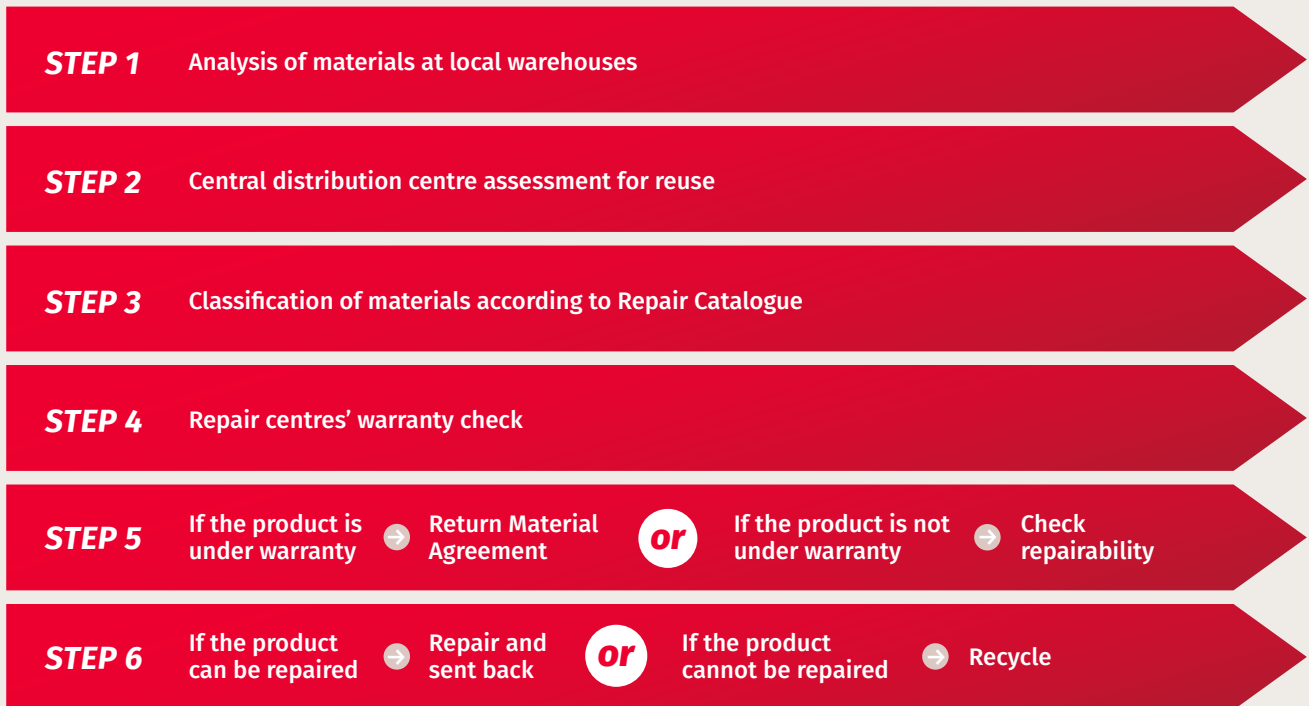 STEP 1 Analysis of materials at local warehouses
STEP 2 Central distribution centre assessment for reuse
STEP 3 Classification of materials according to Repair Catalogue
STEP 4 Repair centres’ warranty check
STEP 5
If the product is
under warranty
Return Material
Agreement
or
If the product is not
under warranty
Check
repairability
STEP 6
If the product
can be repaired
Repair and
sent back
or
If the product
cannot be repaired
Recycle